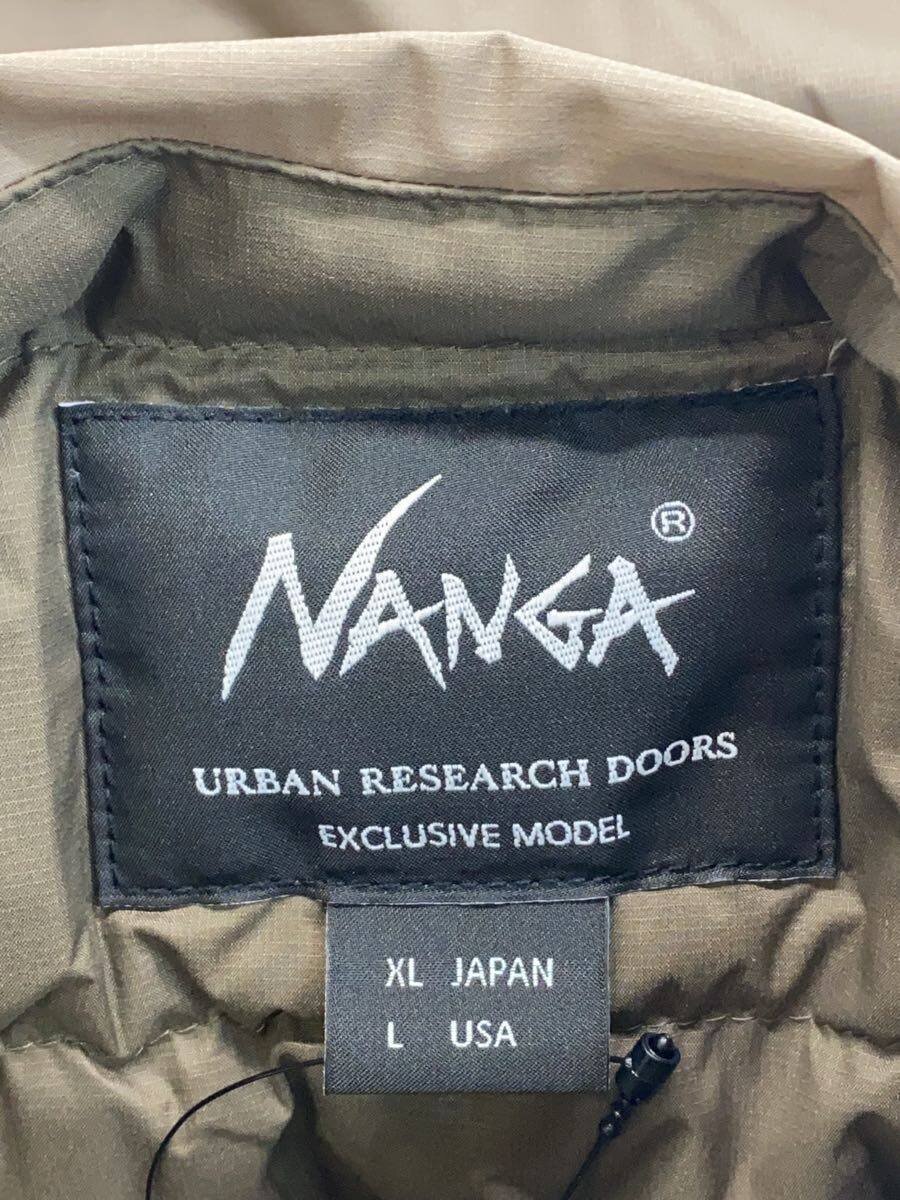 NANGA®
URBAN RESEARCH DOORS
EXCLUSIVE MODEL
XL JAPAN
L USA